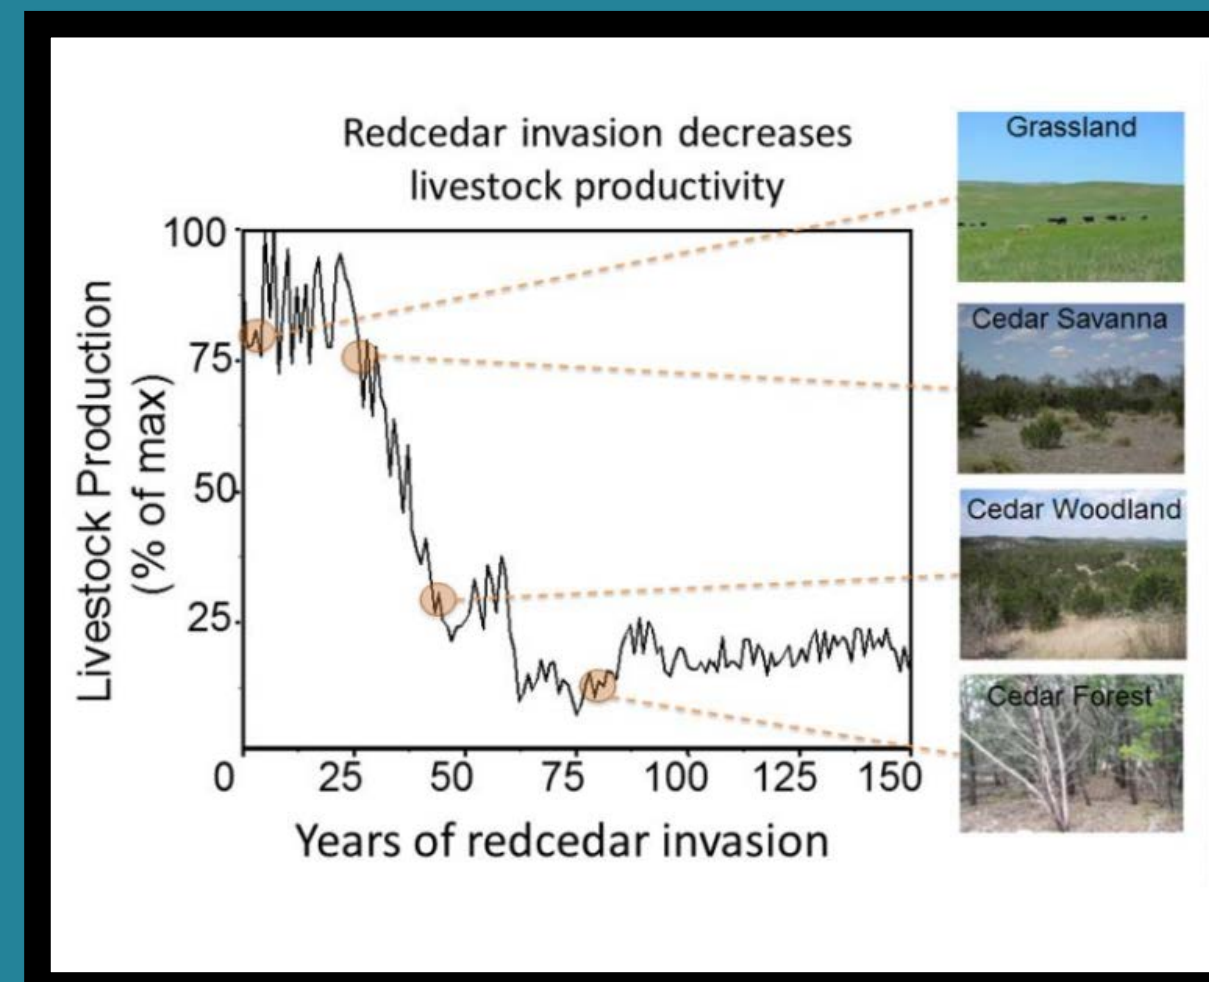 Redcedar invasion decreases
livestock productivity
Livestock Production
(% of max)
100
75
50
25
0 25 50 75 100 125 150
Years of redcedar invasion
Grassland
Cedar Savanna
Cedar Woodland
Cedar Forest